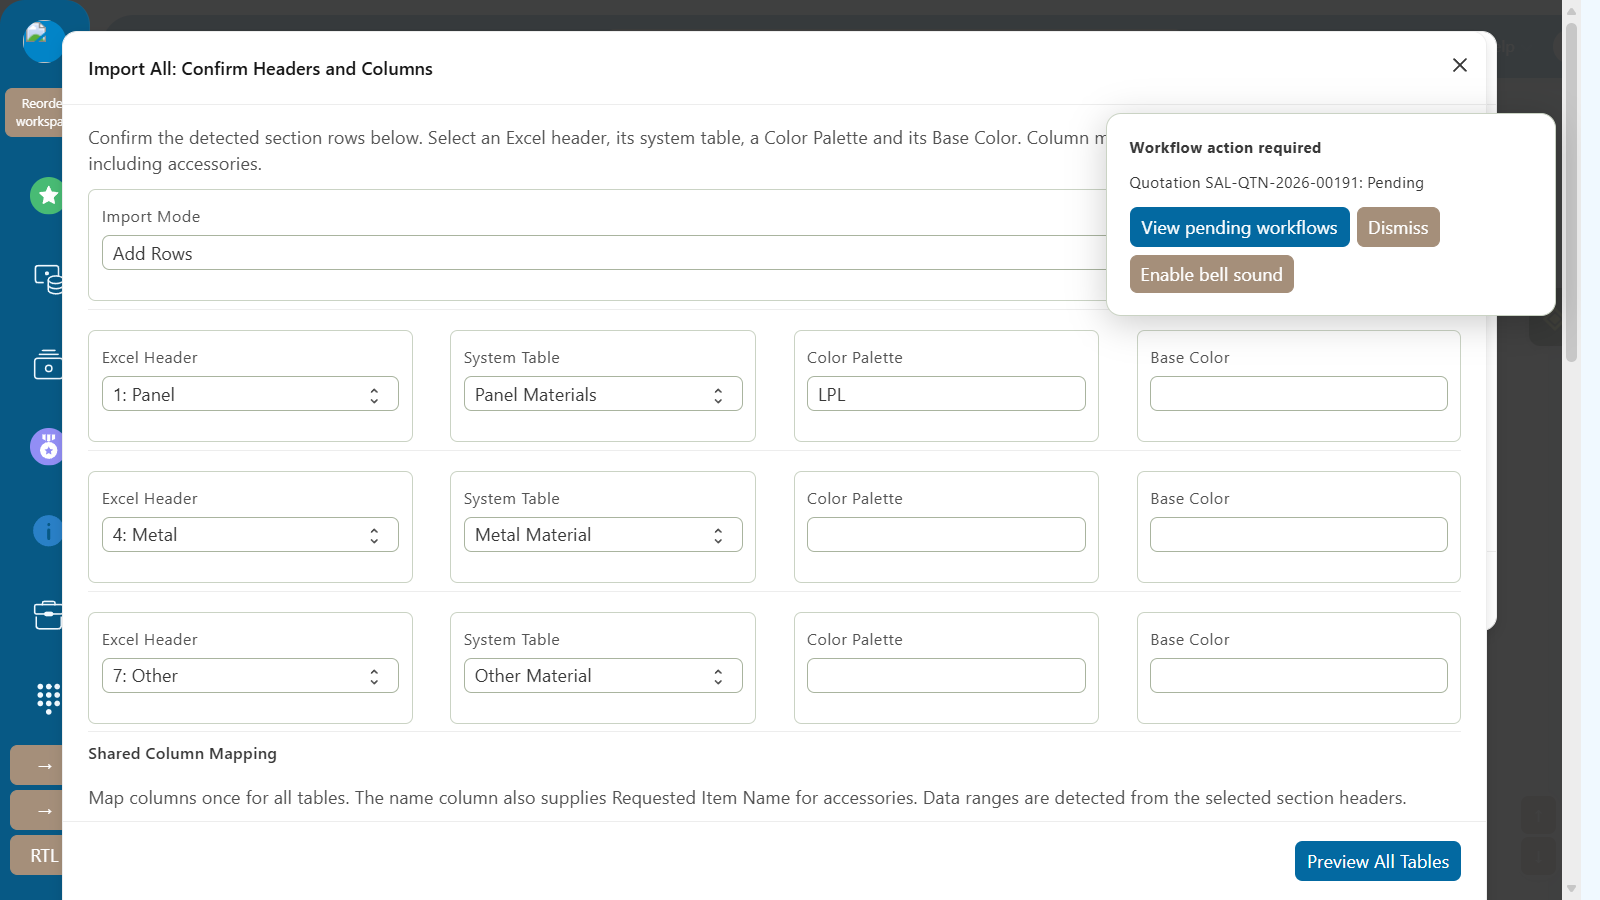 Reorde
workspa
Import All: Confirm Headers and Columns
Confirm the detected section rows below. Select an Excel header, its system table, a Color Palette and its Base Color. Column m
including accessories.
Workflow action required
Quotation SAL-QTN-2026-00191: Pending
View pending workflows
Dismiss
Enable bell sound
Import Mode
Add Rows
Excel Header
System Table
Color Palette
Base Color
1: Panel
Panel Materials
LPL
Excel Header
System Table
Color Palette
Base Color
4: Metal
Metal Material
Excel Header
System Table
Color Palette
Base Color
7: Other
Other Material
→
→
RTL
Shared Column Mapping
Map columns once for all tables. The name column also supplies Requested Item Name for accessories. Data ranges are detected from the selected section headers.
Preview All Tables